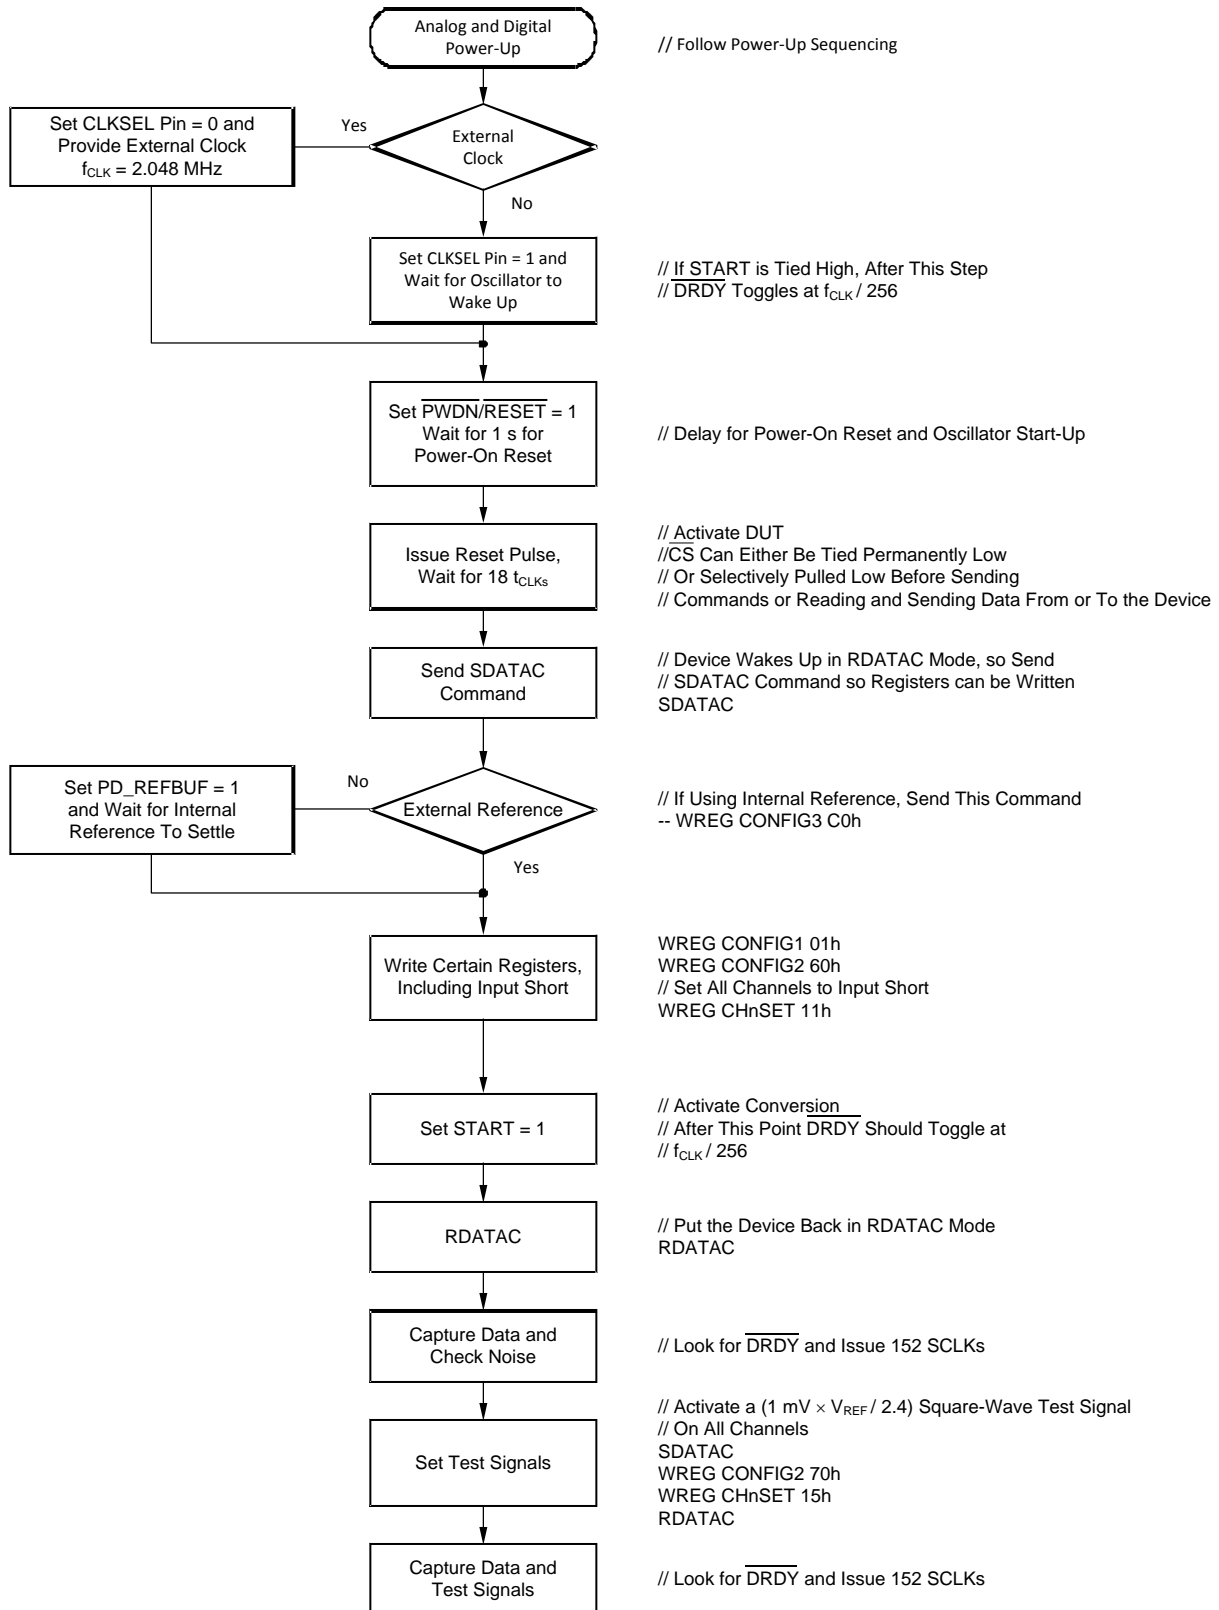 Analog and Digital
Power-Up
// Follow Power-Up Sequencing
Set CLKSEL Pin = 0 and
Provide External Clock
fCLK = 2.048 MHz
Yes
External
Clock
No
Set CLKSEL Pin = 1 and
Wait for Oscillator to
Wake Up
// If START is Tied High, After This Step
// DRDY Toggles at fCLK / 256
Set PWDN/RESET = 1
Wait for 1 s for
Power-On Reset
// Delay for Power-On Reset and Oscillator Start-Up
Issue Reset Pulse,
Wait for 18 tCLKs
// Activate DUT
//CS Can Either Be Tied Permanently Low
// Or Selectively Pulled Low Before Sending
// Commands or Reading and Sending Data From or To the Device
Send SDATAC
Command
// Device Wakes Up in RDATAC Mode, so Send
// SDATAC Command so Registers can be Written
SDATAC
Set PD_REFBUF = 1
and Wait for Internal
Reference To Settle
No
External Reference
Yes
// If Using Internal Reference, Send This Command
-- WREG CONFIG3 C0h
Write Certain Registers,
Including Input Short
WREG CONFIG1 01h
WREG CONFIG2 60h
// Set All Channels to Input Short
WREG CHnSET 11h
Set START = 1
// Activate Conversion
// After This Point DRDY Should Toggle at
// fCLK / 256
RDATAC
// Put the Device Back in RDATAC Mode
RDATAC
Capture Data and
Check Noise
// Look for DRDY and Issue 152 SCLKs
Set Test Signals
// Activate a (1 mV × VREF / 2.4) Square-Wave Test Signal
// On All Channels
SDATAC
WREG CONFIG2 70h
WREG CHnSET 15h
RDATAC
Capture Data and
Test Signals
// Look for DRDY and Issue 152 SCLKs